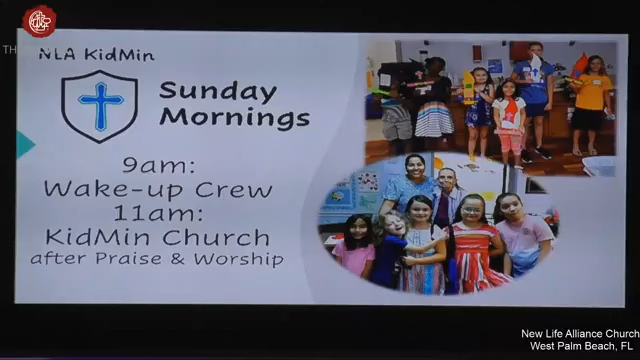 NLA KidMin
Sunday
Mornings
9am:
Wake-up Crew
11am:
KidMin Church
after Praise & Worship
New Life Alliance Church
West Palm Beach, FL